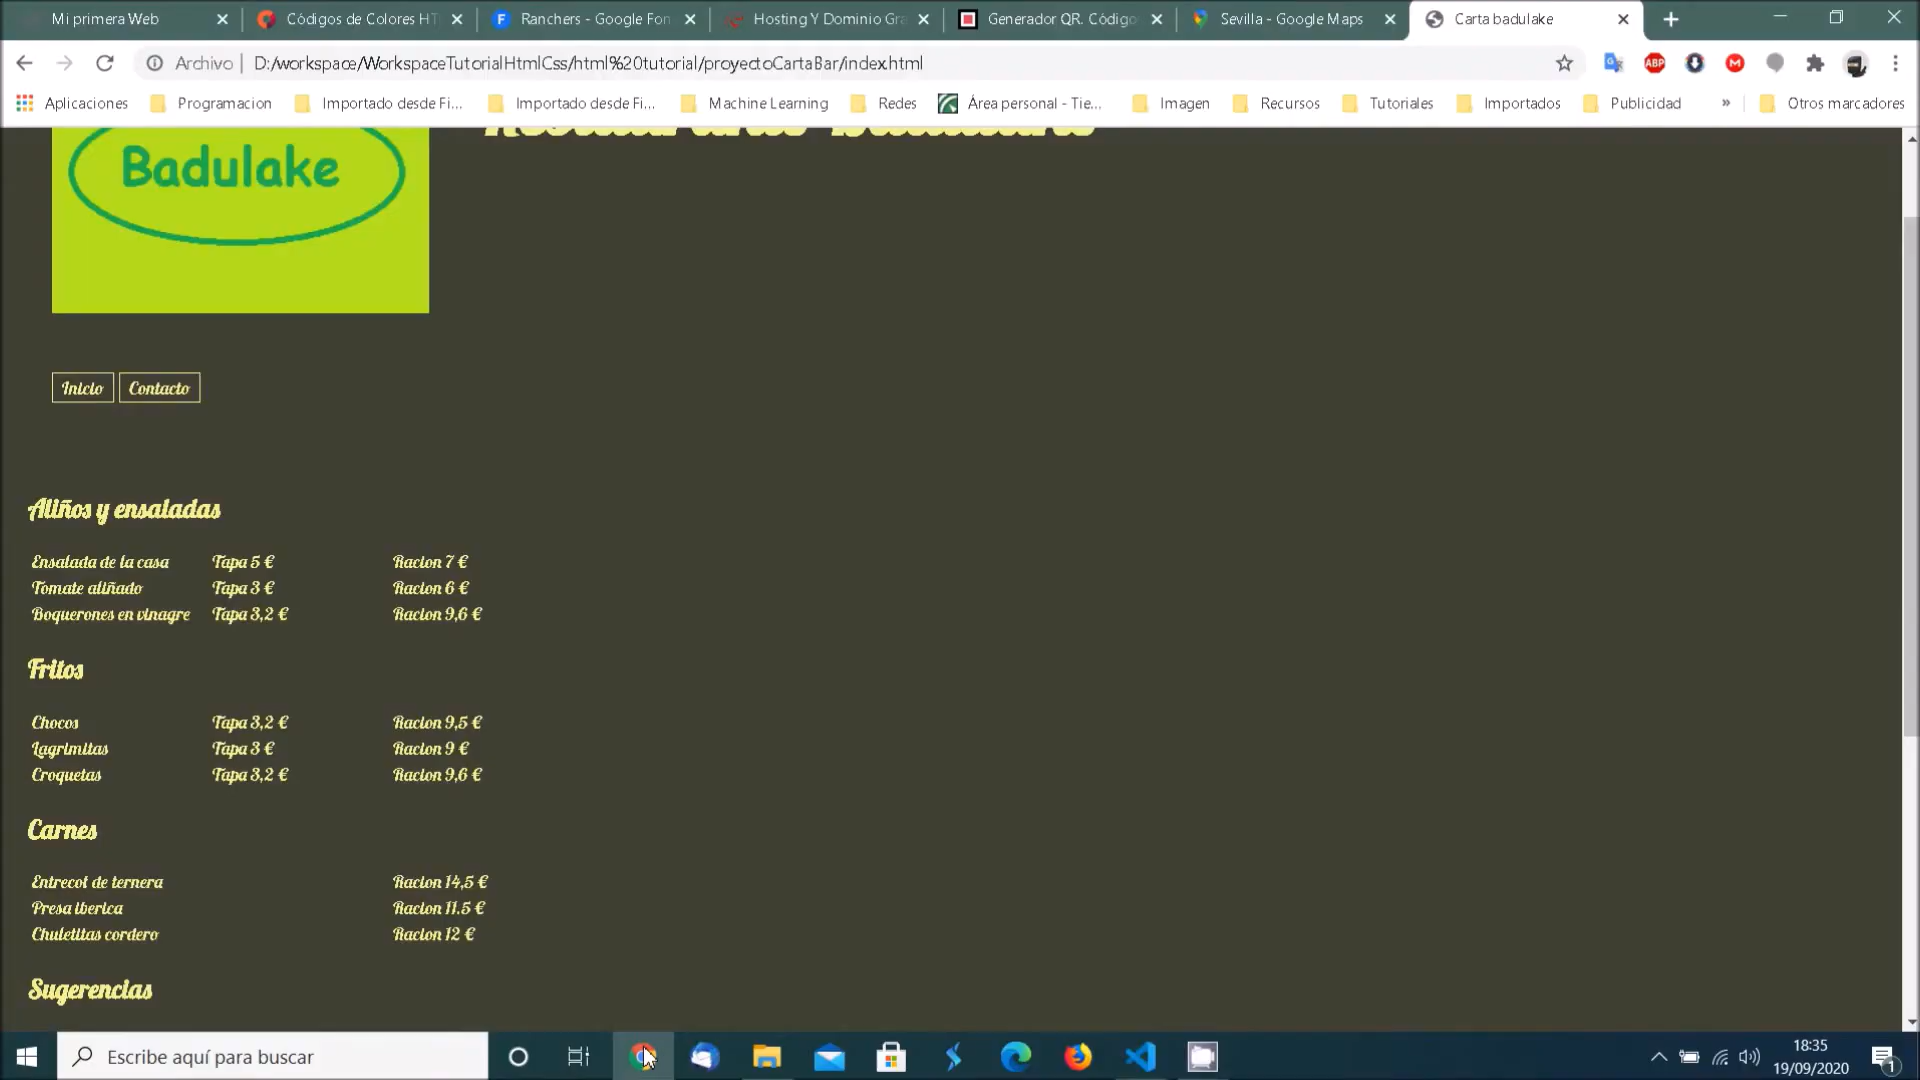 Mi primera Web
Códigos de Colores HT
Ranchers - Google Fon
Hosting Y Dominio Gra
Generador QR. Código
Sevilla - Google Maps
Carta badulake
Archivo | D:/workspace/WorkspaceTutorialHtmlCss/html%20tutorial/proyectoCartaBar/index.html
Aplicaciones
Programacion
Importado desde Fi...
Importado desde Fi...
Machine Learning
Redes
Área personal - Tie...
Imagen
Recursos
Tutoriales
Importados
Publicidad
»
Otros marcadores
Badulake
Inicio
Contacto
Aliños y ensaladas
Ensalada de la casa Tapa 5 € Racion 7 €
Tomate aliñado Tapa 3 € Racion 6 €
Boquerones en vinagre Tapa 3,2 € Racion 9,6 €
Fritos
Chocos Tapa 3,2 € Racion 9,5 €
Lagrimitas Tapa 3 € Racion 9 €
Croquetas Tapa 3,2 € Racion 9,6 €
Carnes
Entrecot de ternera Racion 14,5 €
Presa iberica Racion 11.5 €
Chuletitas cordero Racion 12 €
Sugerencias
Escribe aquí para buscar
18:35
19/09/2020
1